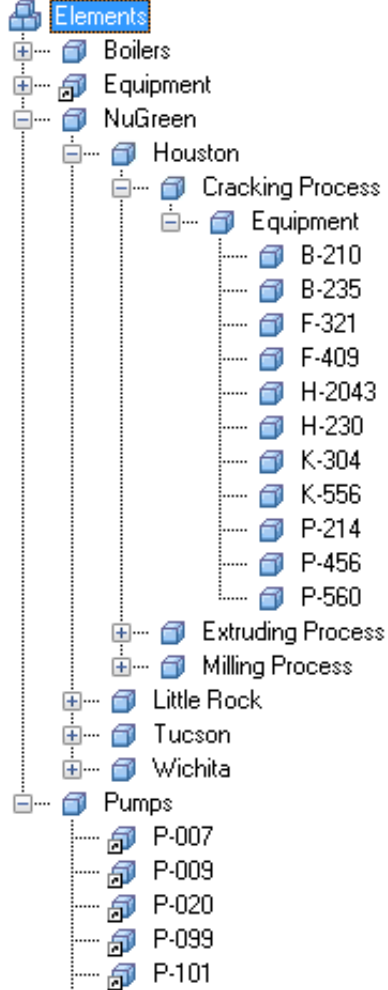 Elements
Boilers
Equipment
NuGreen
Houston
Cracking Process
Equipment
B-210
B-235
F-321
F-409
H-2043
H-230
K-304
K-556
P-214
P-456
P-560
Extruding Process
Milling Process
Little Rock
Tucson
Wichita
Pumps
P-007
P-009
P-020
P-099
P-101